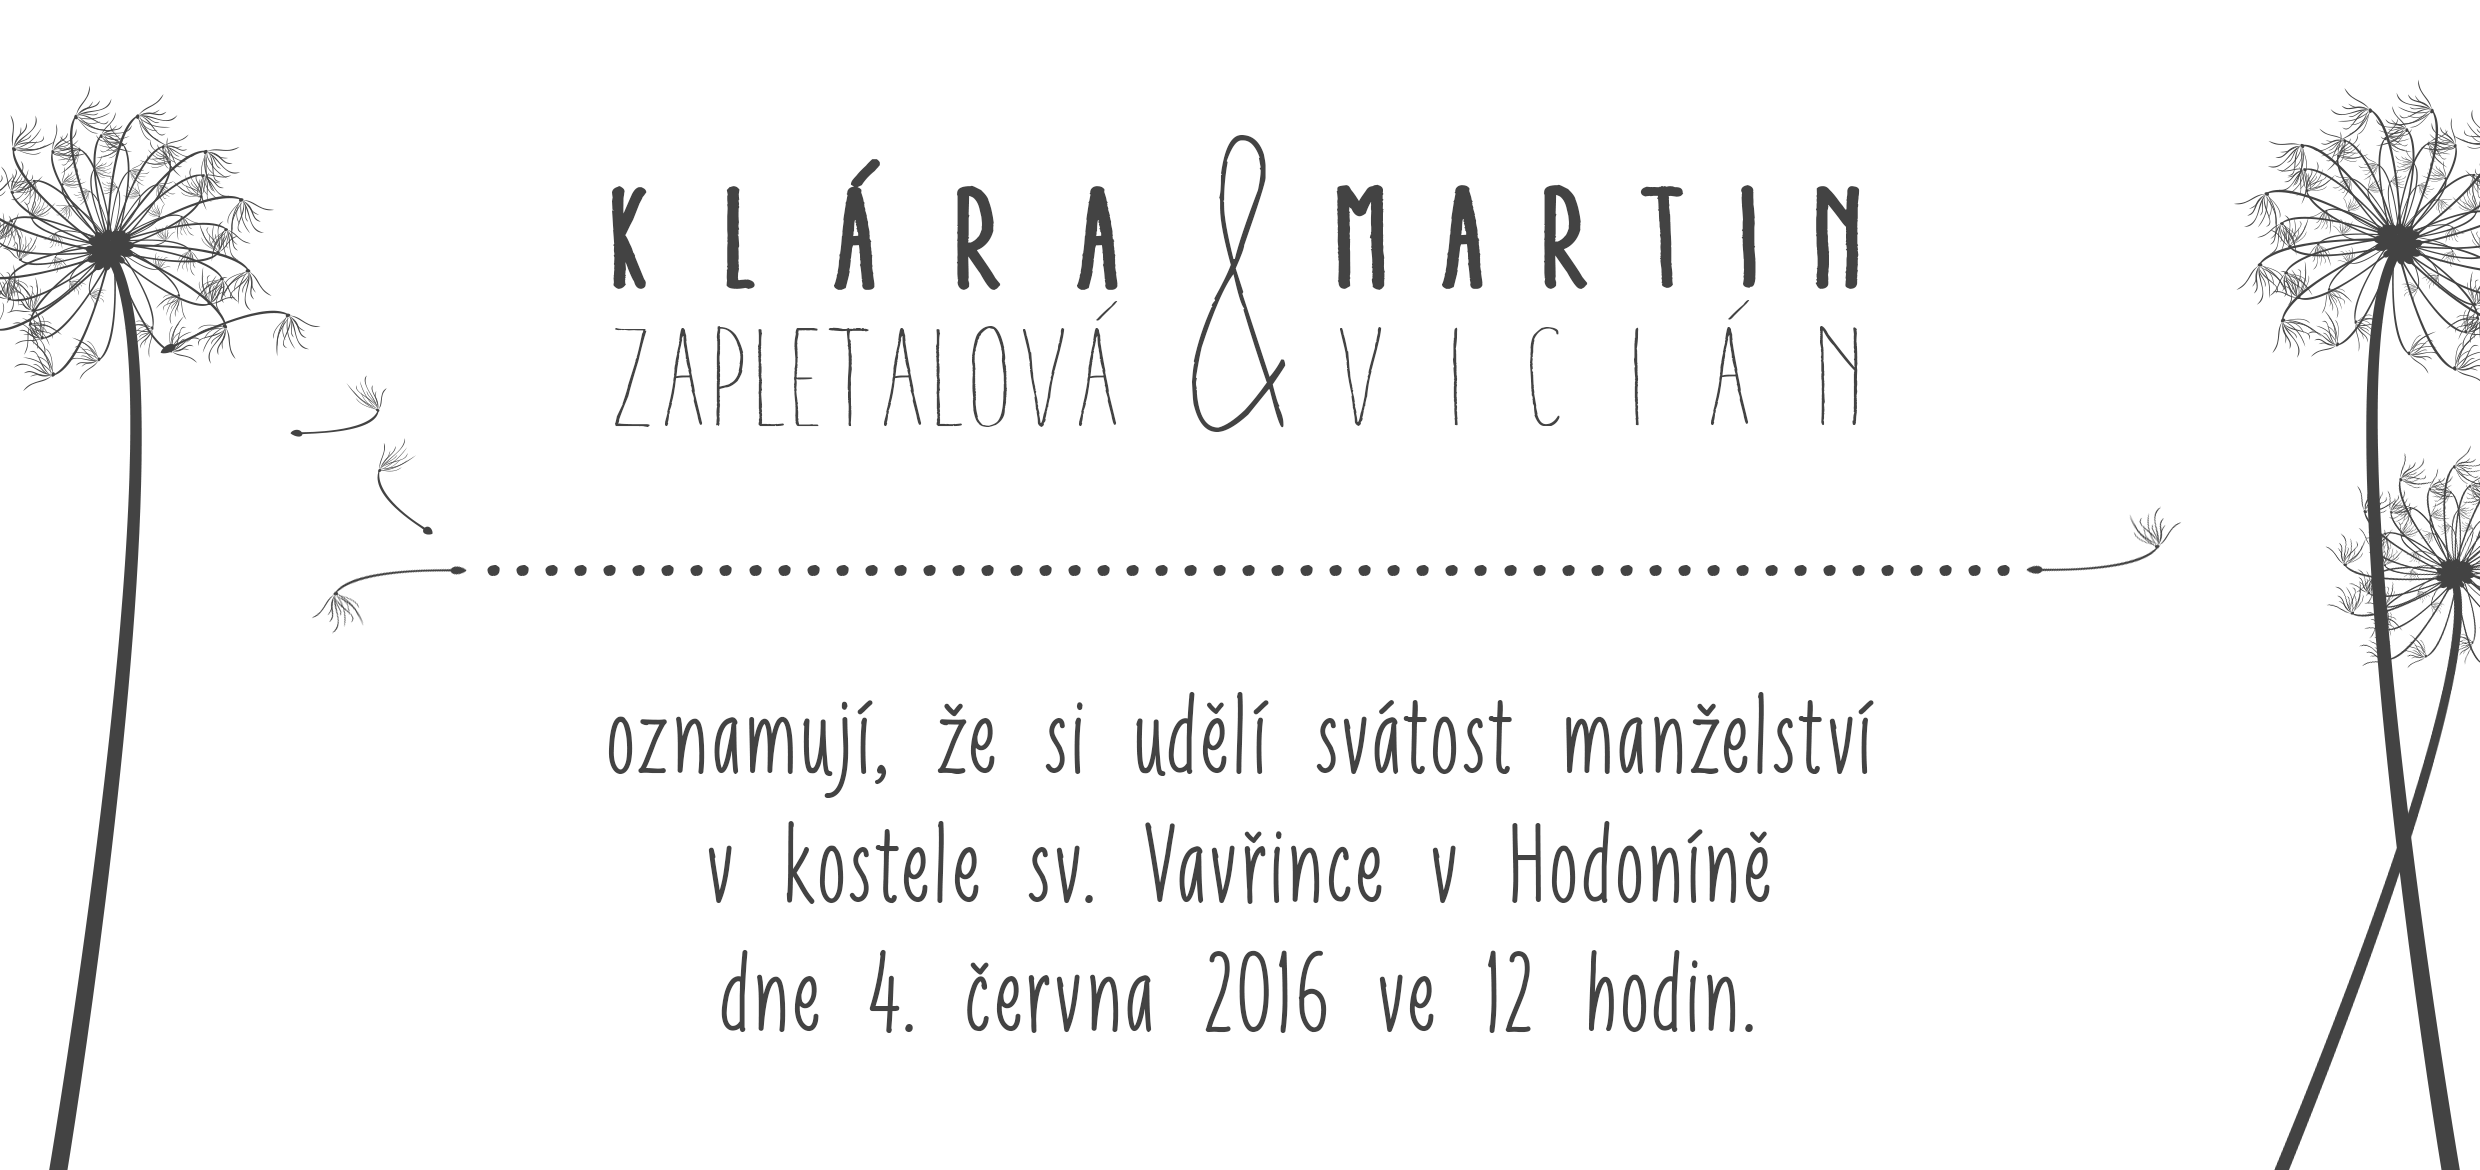 KLÁRA & MARTIN
ZAPLETALOVÁ VICIÁN
oznamují, že si udělí svátost manželství
v kostele sv. Vavřince v Hodoníně
dne 4. června 2016 ve 12 hodin.